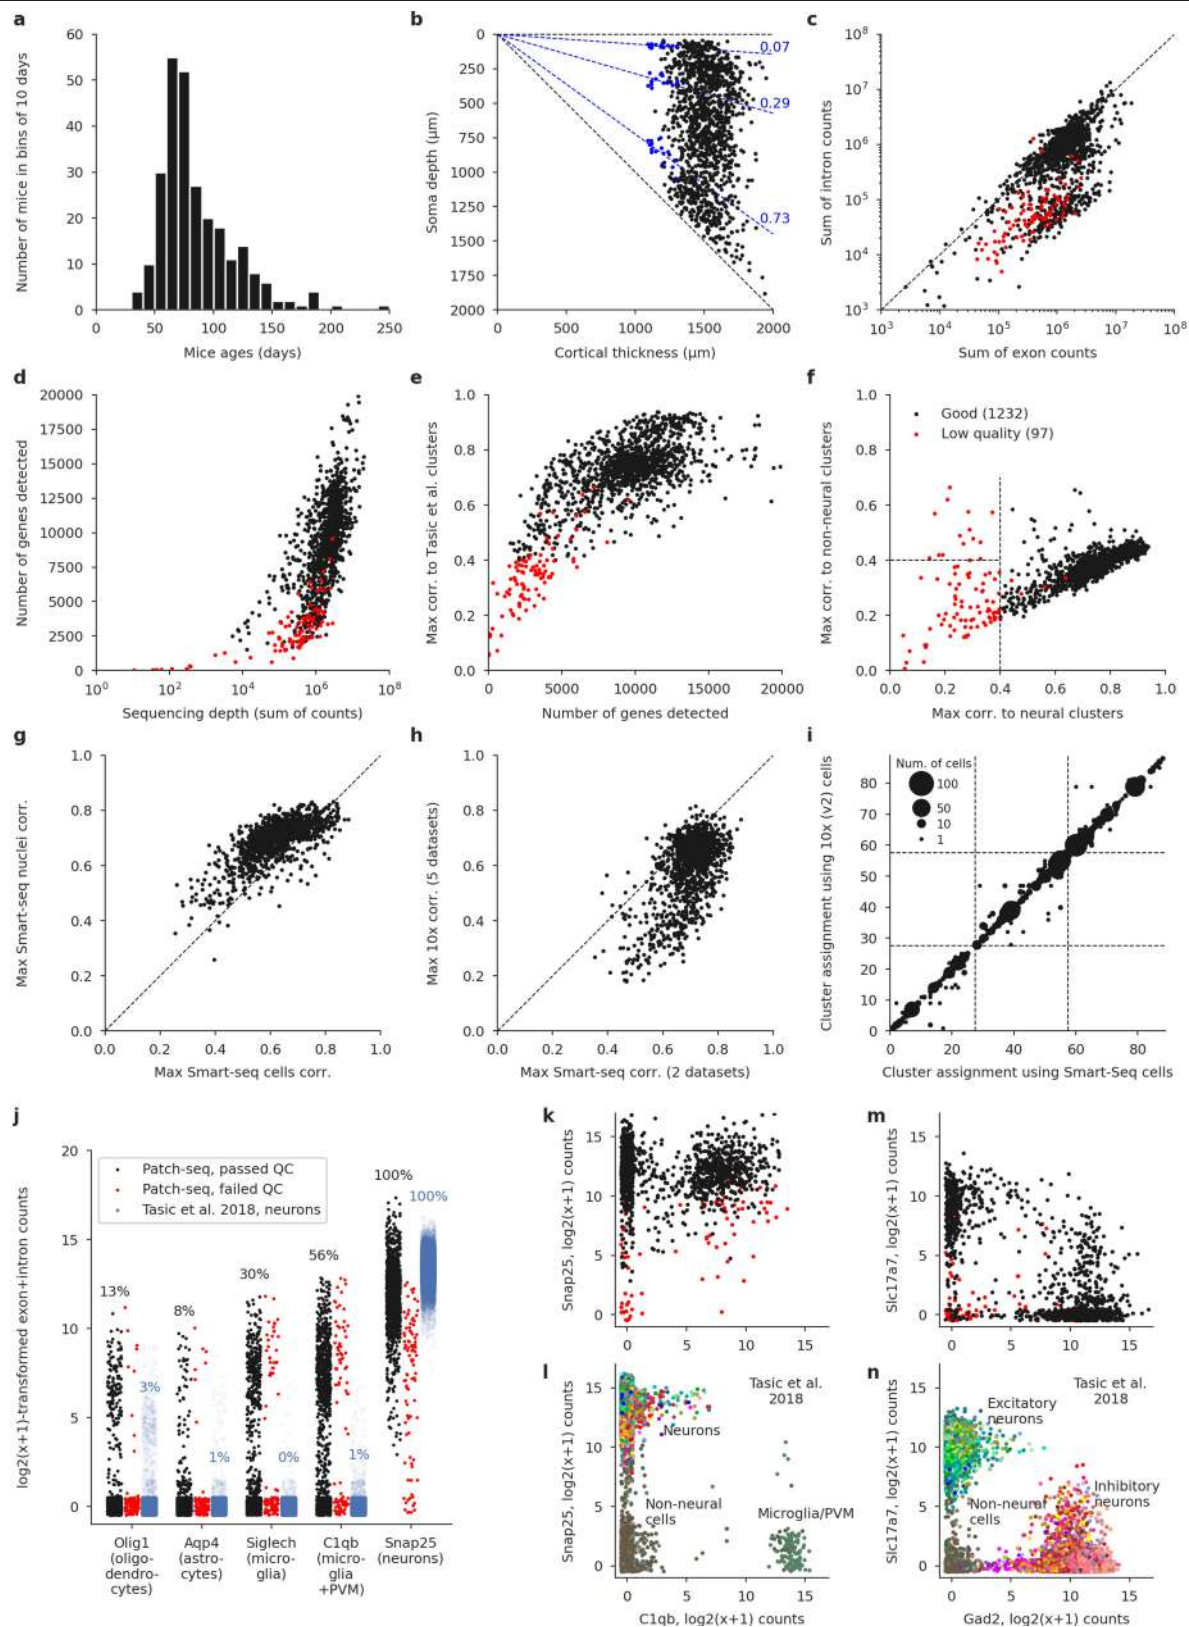 a
Number of mice in bins of 10 days
60
50
40
30
20
10
0
0 50 100 150 200 250
Mice ages (days)
b
Soma depth (μm)
0
250
500
750
1000
1250
1500
1750
2000
0.07
0.29
0.73
0 500 1000 1500 2000
Cortical thickness (μm)
c
Sum of intron counts
10⁸
10⁷
10⁶
10⁵
10⁴
10³
10³ 10⁴ 10⁵ 10⁶ 10⁷ 10⁸
Sum of exon counts
d
Number of genes detected
20000
17500
15000
12500
10000
7500
5000
2500
0
10⁰ 10² 10⁴ 10⁶ 10⁸
Sequencing depth (sum of counts)
e
Max corr. to Tasic et al. clusters
1.0
0.8
0.6
0.4
0.2
0.0
0 5000 10000 15000 20000
Number of genes detected
f
Max corr. to non-neural clusters
1.0
0.8
0.6
0.4
0.2
0.0
Good (1232)
Low quality (97)
0.0 0.2 0.4 0.6 0.8 1.0
Max corr. to neural clusters
g
Max Smart-seq nuclei corr.
1.0
0.8
0.6
0.4
0.2
0.0
0.0 0.2 0.4 0.6 0.8 1.0
Max Smart-seq cells corr.
h
Max 10x corr. (5 datasets)
1.0
0.8
0.6
0.4
0.2
0.0
0.0 0.2 0.4 0.6 0.8 1.0
Max Smart-seq corr. (2 datasets)
i
Cluster assignment using 10x (v2) cells
80
70
60
50
40
30
20
10
0
Num. of cells
100
50
10
1
0 20 40 60 80
Cluster assignment using Smart-Seq cells
j
log2(x+1)-transformed exon+intron counts
20
15
10
5
0
Patch-seq, passed QC
Patch-seq, failed QC
Tasic et al. 2018, neurons
13%
3%
8%
1%
30%
0%
56%
1%
100%
100%
Olig1
(oligo-
dendro-
cytes)
Aqp4
(astro-
cytes)
Siglech
(micro-
glia)
C1qb
(micro-
glia
+PVM)
Snap25
(neurons)
k
Snap25, log2(x+1) counts
15
10
5
0
0 5 10 15
m
Slc17a7, log2(x+1) counts
15
10
5
0
0 5 10 15
l
Snap25, log2(x+1) counts
15
10
5
0
Tasic et al.
2018
Neurons
Non-neural
cells
Microglia/PVM
0 5 10 15
C1qb, log2(x+1) counts
n
Slc17a7, log2(x+1) counts
15
10
5
0
Tasic et al.
2018
Excitatory
neurons
Non-neural
cells
Inhibitory
neurons
0 5 10 15
Gad2, log2(x+1) counts